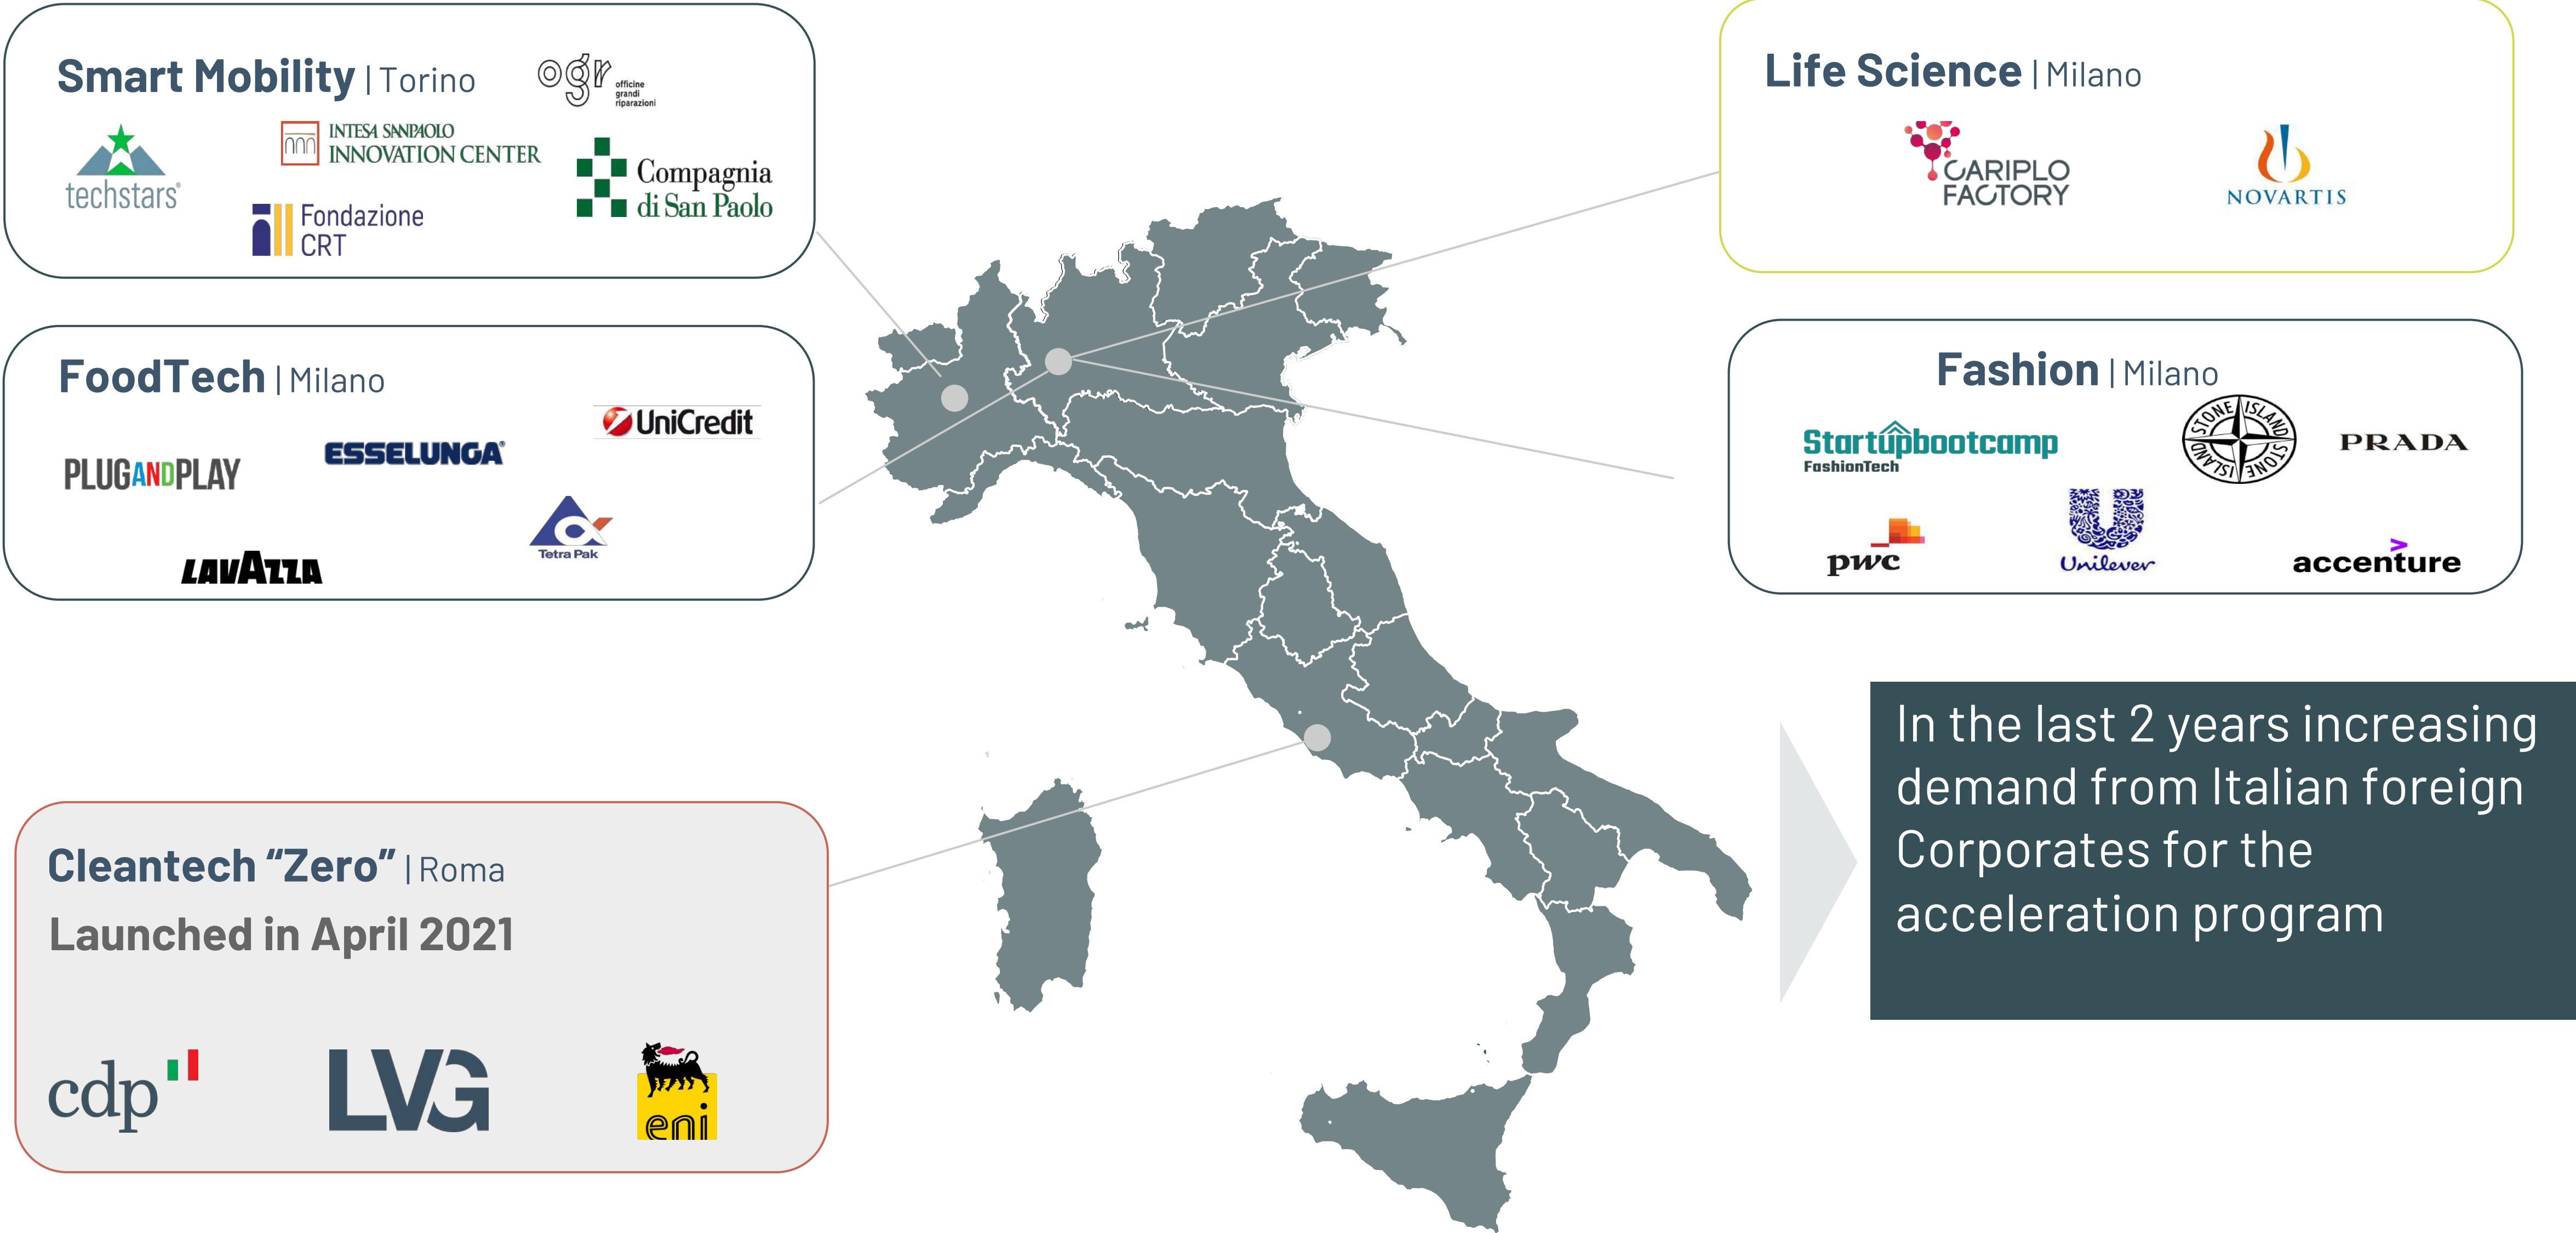 Smart Mobility | Torino
ogr officine
grandi
riparazioni
techstars®
INTESA SANPAOLO
INNOVATION CENTER
Compagnia
di San Paolo
Fondazione
CRT
FoodTech | Milano
UniCredit
ESSELUNGA®
PLUGANDPLAY
Tetra Pak
LAVAZZA
Cleantech “Zero” | Roma
Launched in April 2021
cdp
LVG
eni
Life Science | Milano
CARIPLO
FACTORY
NOVARTIS
Fashion | Milano
Startupbootcamp
FashionTech
STONE ISLAND STONE ISLAND
PRADA
pwc
Unilever
accenture
In the last 2 years increasing
demand from Italian foreign
Corporates for the
acceleration program